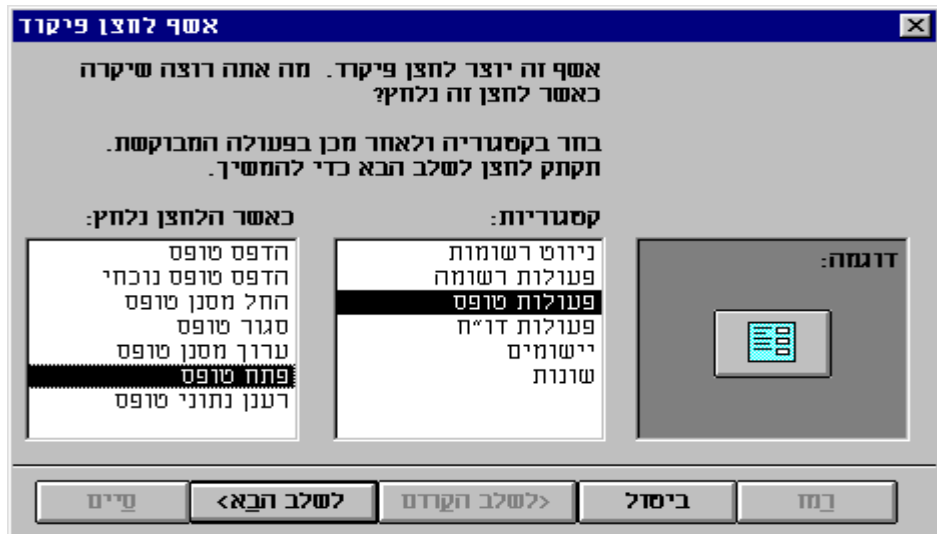 אשף לחצן פיקוד
אשף זה יוצר לחצן פיקוד. מה אתה רוצה שיקרה
כאשר לחצן זה נלחץ?
בחר בקטגוריה ולאחר מכן בפעולה המבוקשת.
תקתק לחצן לשלב הבא כדי להמשיך.
דוגמה:
קטגוריות:
ניווט רשומות
פעולות רשומה
פעולות טופס
פעולות דו"ח
יישומים
שונות
כאשר הלחצן נלחץ:
הדפס טופס
הדפס טופס נוכחי
החל מסנן טופס
סגור טופס
ערוך מסנן טופס
פתח טופס
רענן נתוני טופס
רמז
ביטול
<לשלב הקודם
לשלב הבא>
סיים